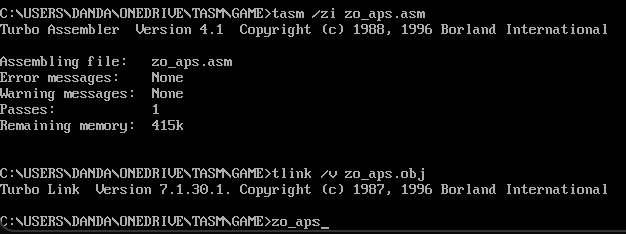 C:\USERS\DANDA\ONEDRIVE\TASM\GAME>tasm /zi zo_aps.asm
Turbo Assembler  Version 4.1  Copyright (c) 1988, 1996 Borland International
Assembling file:   zo_aps.asm
Error messages:    None
Warning messages:  None
Passes:            1
Remaining memory:  415k
C:\USERS\DANDA\ONEDRIVE\TASM\GAME>tlink /v zo_aps.obj
Turbo Link  Version 7.1.30.1. Copyright (c) 1987, 1996 Borland International
C:\USERS\DANDA\ONEDRIVE\TASM\GAME>zo_aps_